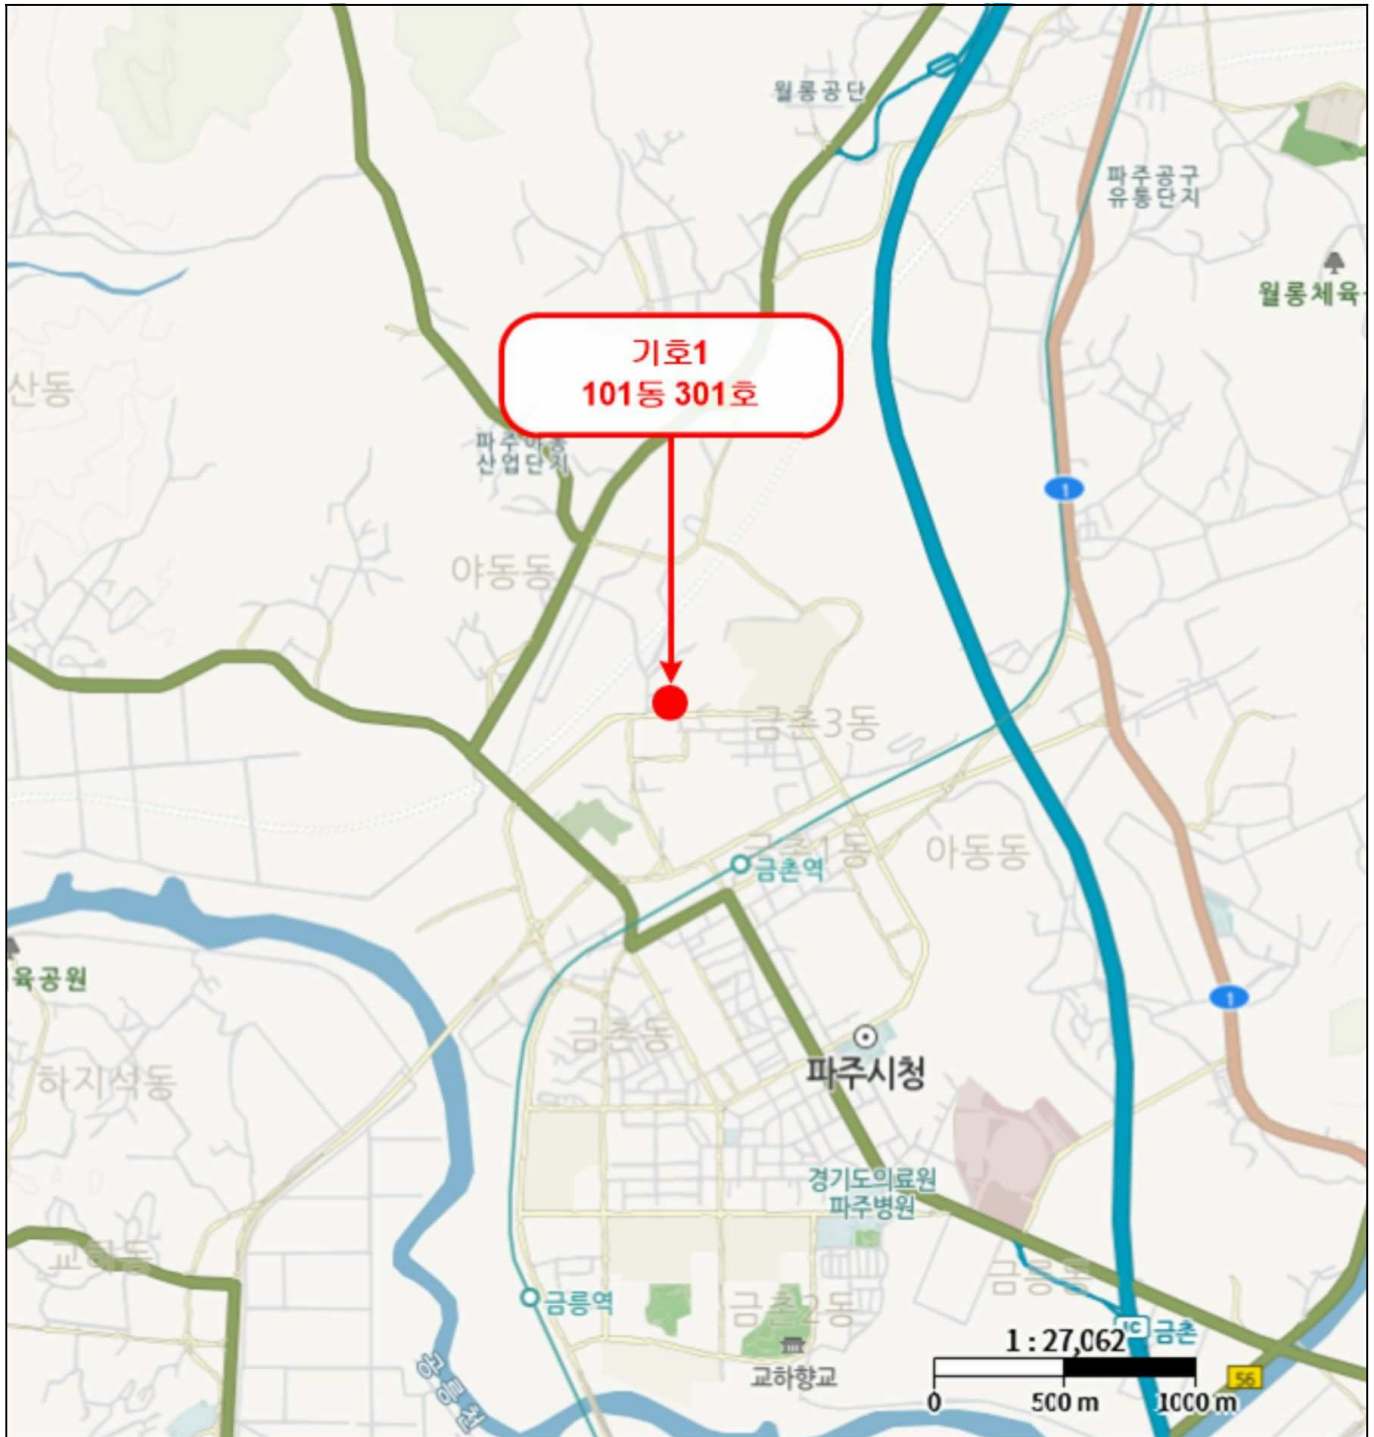 월롱공단
파주공구
유통단지
월롱체육
기호1
101동 301호
산동
산업단지
1
야동동
금촌3동
금촌1동
아동동
금촌역
육공원
1
금촌동
파주시청
하지석동
경기도의료원
파주병원
교하동
금릉동
금릉역
금촌2동
1 : 27,062
IC 금촌
교하향교
공릉천
56
0 500 m 1000 m